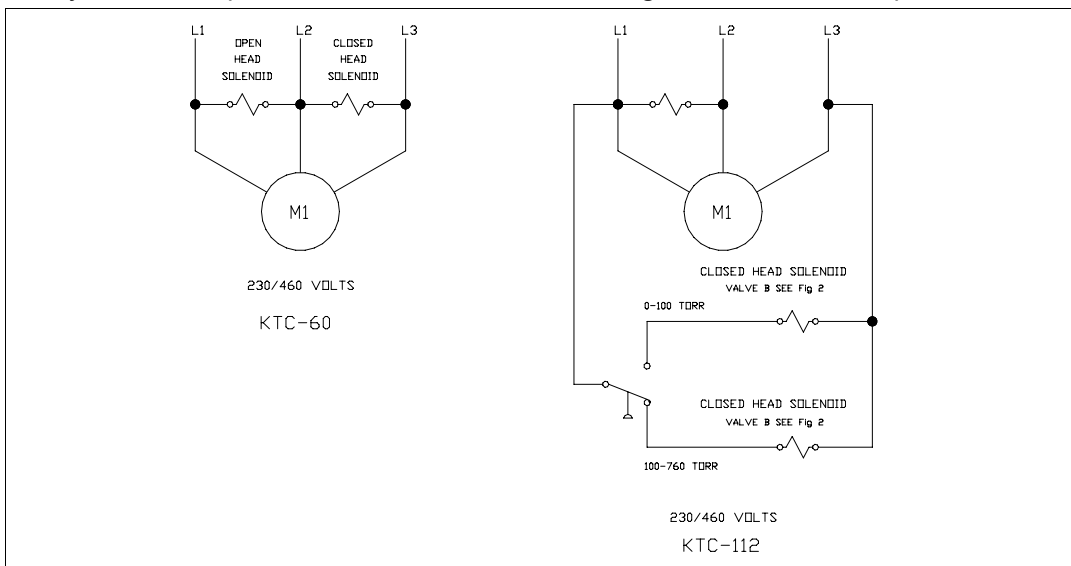 L1
L2
L3
OPEN
HEAD
SOLENOID
CLOSED
HEAD
SOLENOID
M1
230/460 VOLTS
KTC-60
L1
L2
L3
M1
CLOSED HEAD SOLENOID
VALVE B SEE Fig 2
0-100 TORR
CLOSED HEAD SOLENOID
VALVE B SEE Fig 2
100-760 TORR
230/460 VOLTS
KTC-112